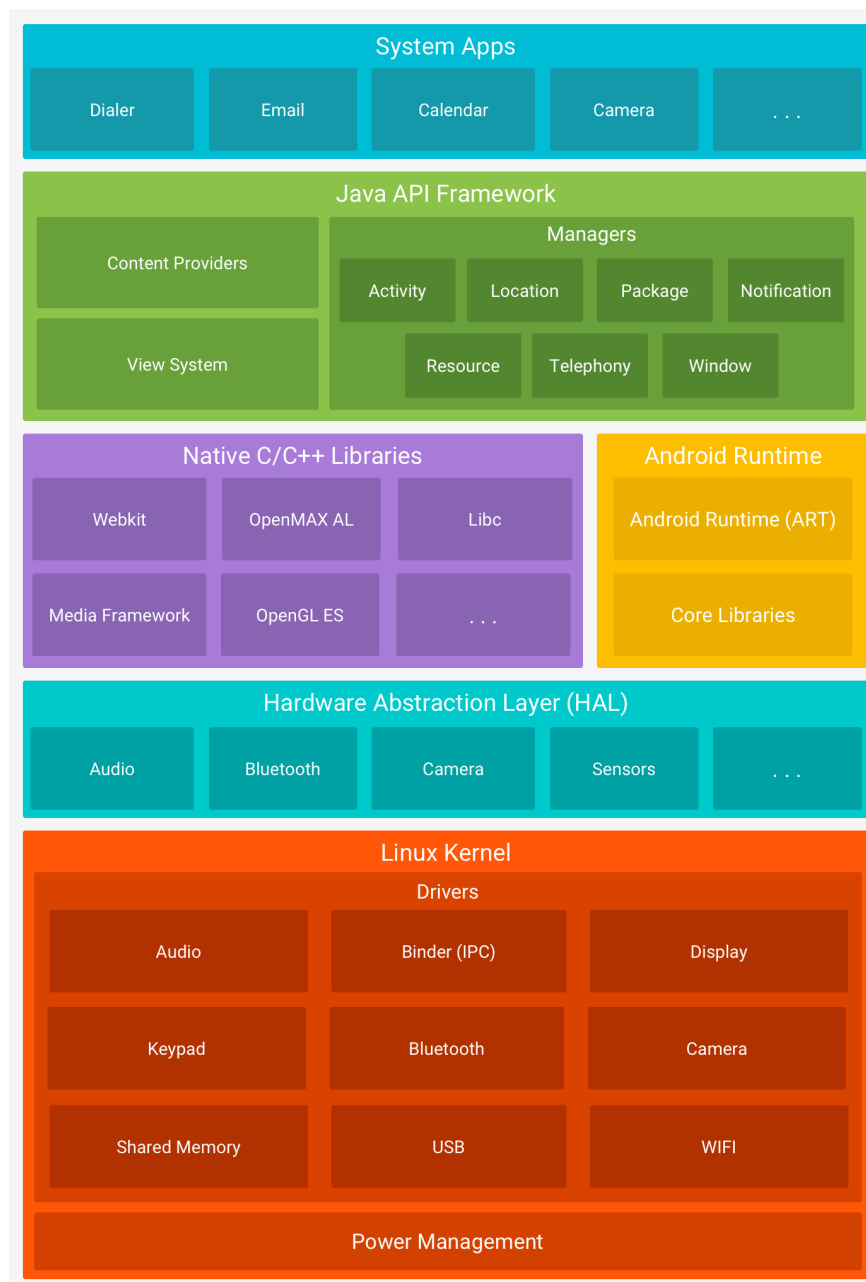 System Apps
Dialer
Email
Calendar
Camera
. . .
Java API Framework
Content Providers
View System
Managers
Activity
Location
Package
Notification
Resource
Telephony
Window
Native C/C++ Libraries
Webkit
OpenMAX AL
Libc
Media Framework
OpenGL ES
. . .
Android Runtime
Android Runtime (ART)
Core Libraries
Hardware Abstraction Layer (HAL)
Audio
Bluetooth
Camera
Sensors
. . .
Linux Kernel
Drivers
Audio
Binder (IPC)
Display
Keypad
Bluetooth
Camera
Shared Memory
USB
WIFI
Power Management